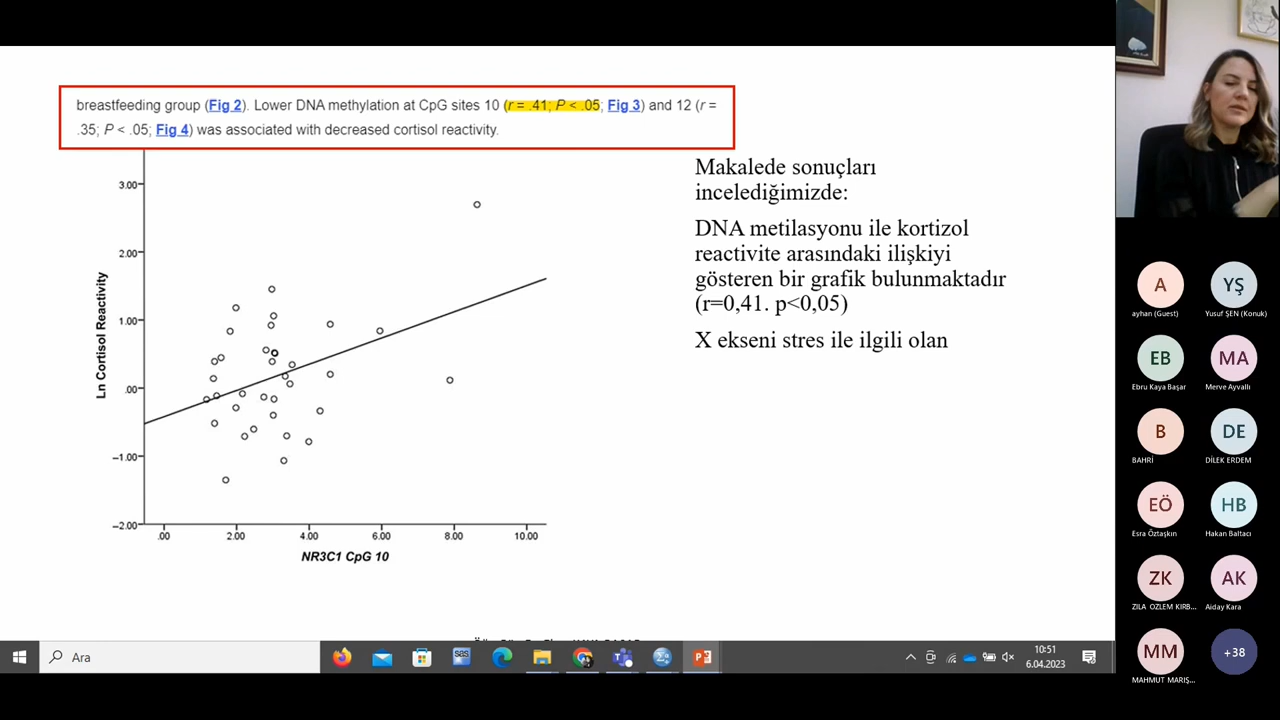 breastfeeding group (Fig 2). Lower DNA methylation at CpG sites 10 (r = .41; P < .05; Fig 3) and 12 (r =
.35; P < .05; Fig 4) was associated with decreased cortisol reactivity.
3.00
2.00
1.00
.00
−1.00
−2.00
Ln Cortisol Reactivity
.00 2.00 4.00 6.00 8.00 10.00
NR3C1 CpG 10
Makalede sonuçları
incelediğimizde:
DNA metilasyonu ile kortizol
reactivite arasındaki ilişkiyi
gösteren bir grafik bulunmaktadır
(r=0,41. p<0,05)
X ekseni stres ile ilgili olan
A YŞ
ayhan (Guest) Yusuf ŞEN (Konuk)
EB MA
Ebru Kaya Başar Merve Ayvallı
B DE
BAHRİ DİLEK ERDEM
EÖ HB
Esra Öztaşkın Hakan Baltacı
ZK AK
ZILA OZLEM KIRB... Aiday Kara
MM +38
MAHMUT MARIŞ...
Ara
sas
10:51
6.04.2023